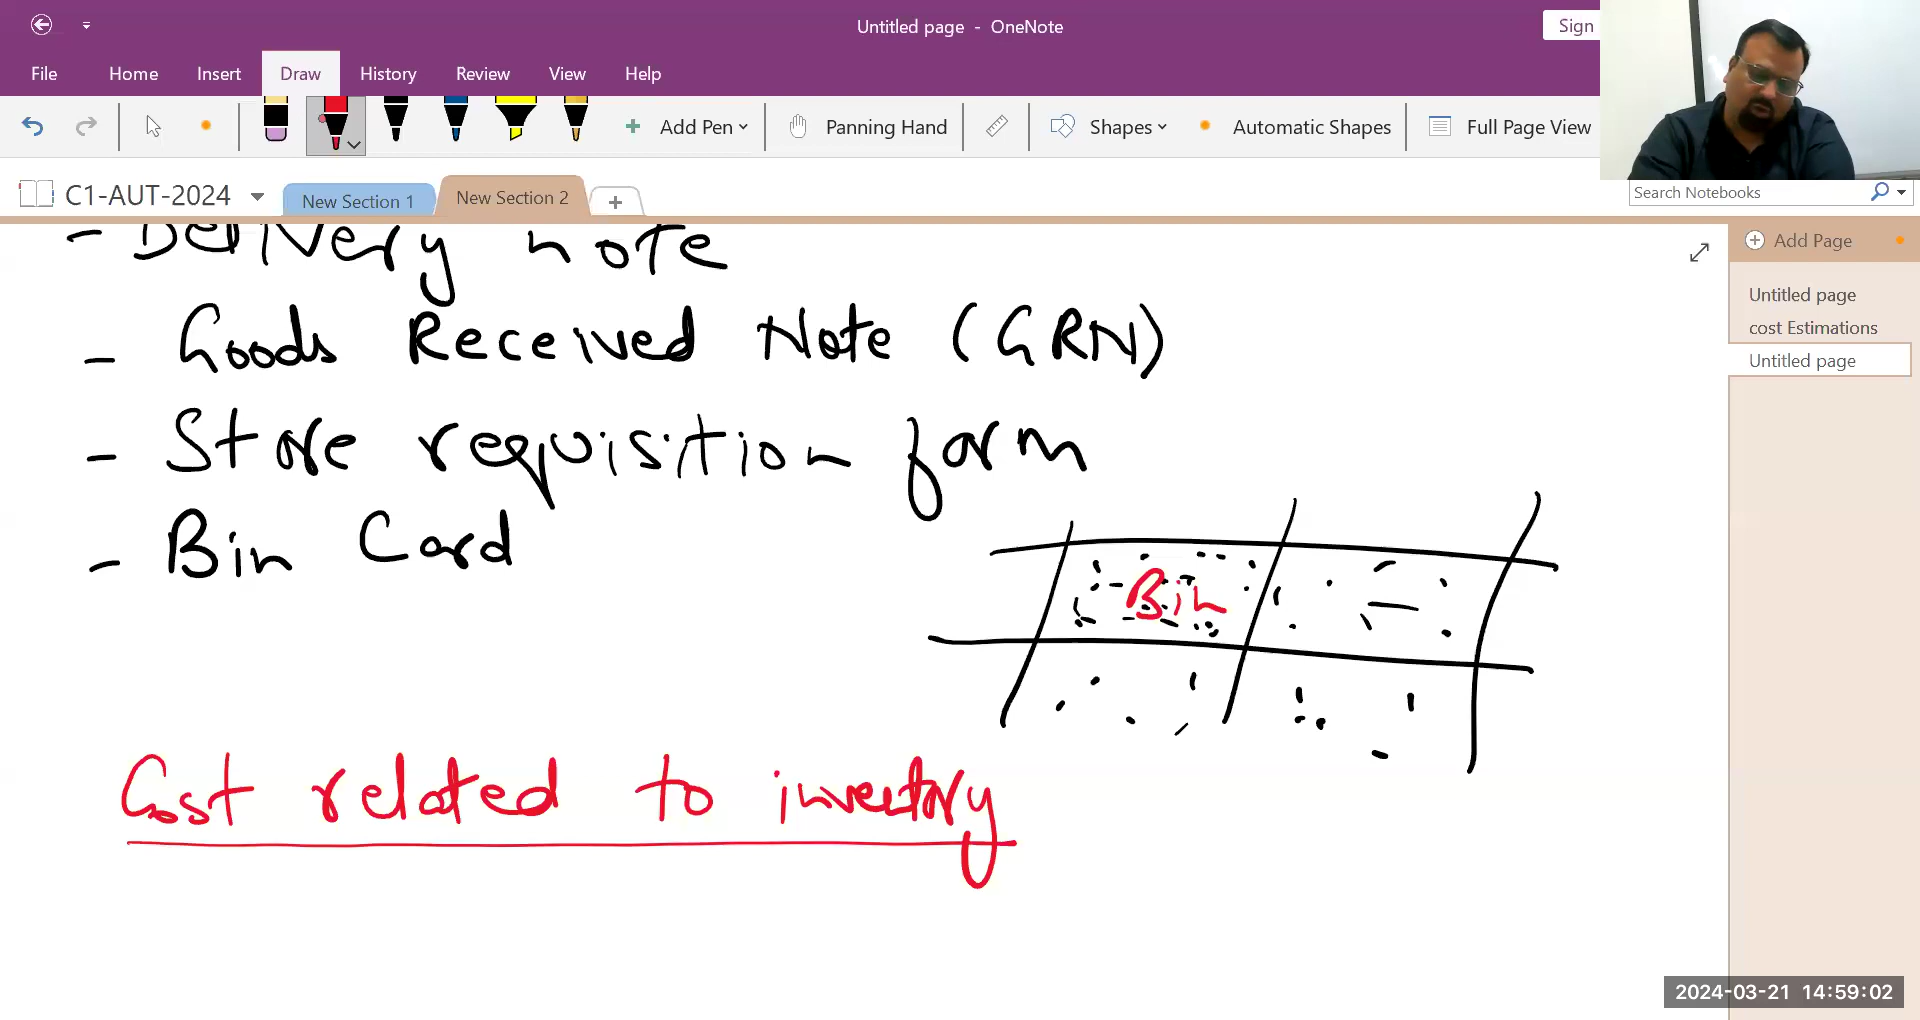 Untitled page - OneNote
Sign
File Home Insert Draw History Review View Help
Add Pen Panning Hand Shapes Automatic Shapes Full Page View
C1-AUT-2024 New Section 1 New Section 2
Search Notebooks
Add Page
Untitled page
cost Estimations
Untitled page
- Delivery note
- Goods Received Note (GRN)
- Store requisition form
- Bin Card
Bin
Cost related to inventory
2024-03-21 14:59:02